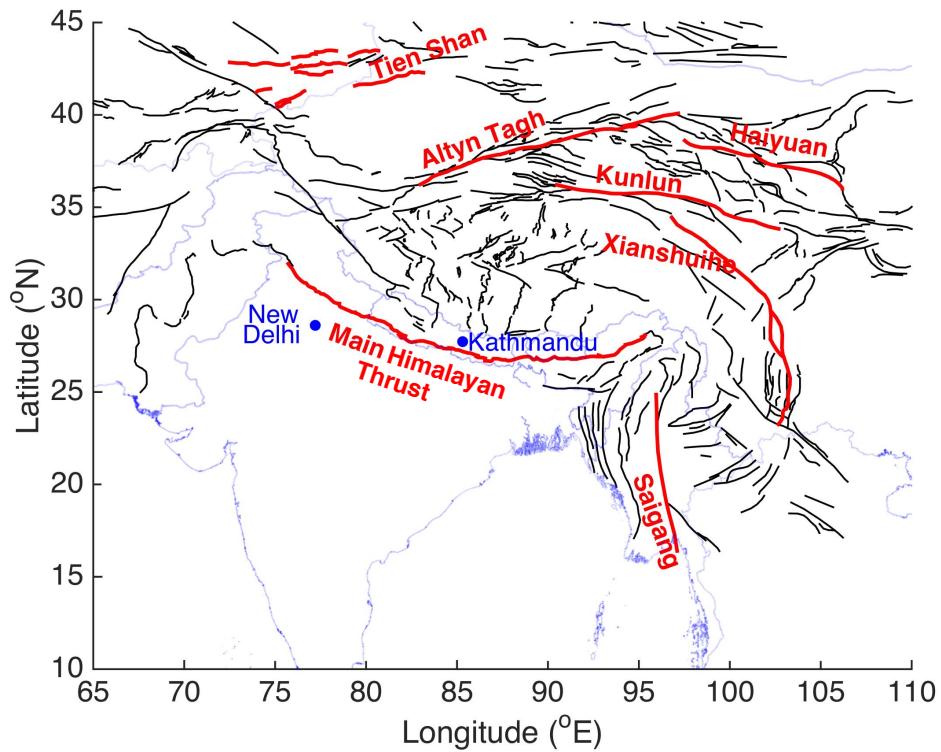 45
40
35
30
25
20
15
10
Latitude (°N)
65
70
75
80
85
90
95
100
105
110
Longitude (°E)
Tien Shan
Altyn Tagh
Haiyuan
Kunlun
Xianshuihe
New
Delhi
Kathmandu
Main Himalayan
Thrust
Saigang